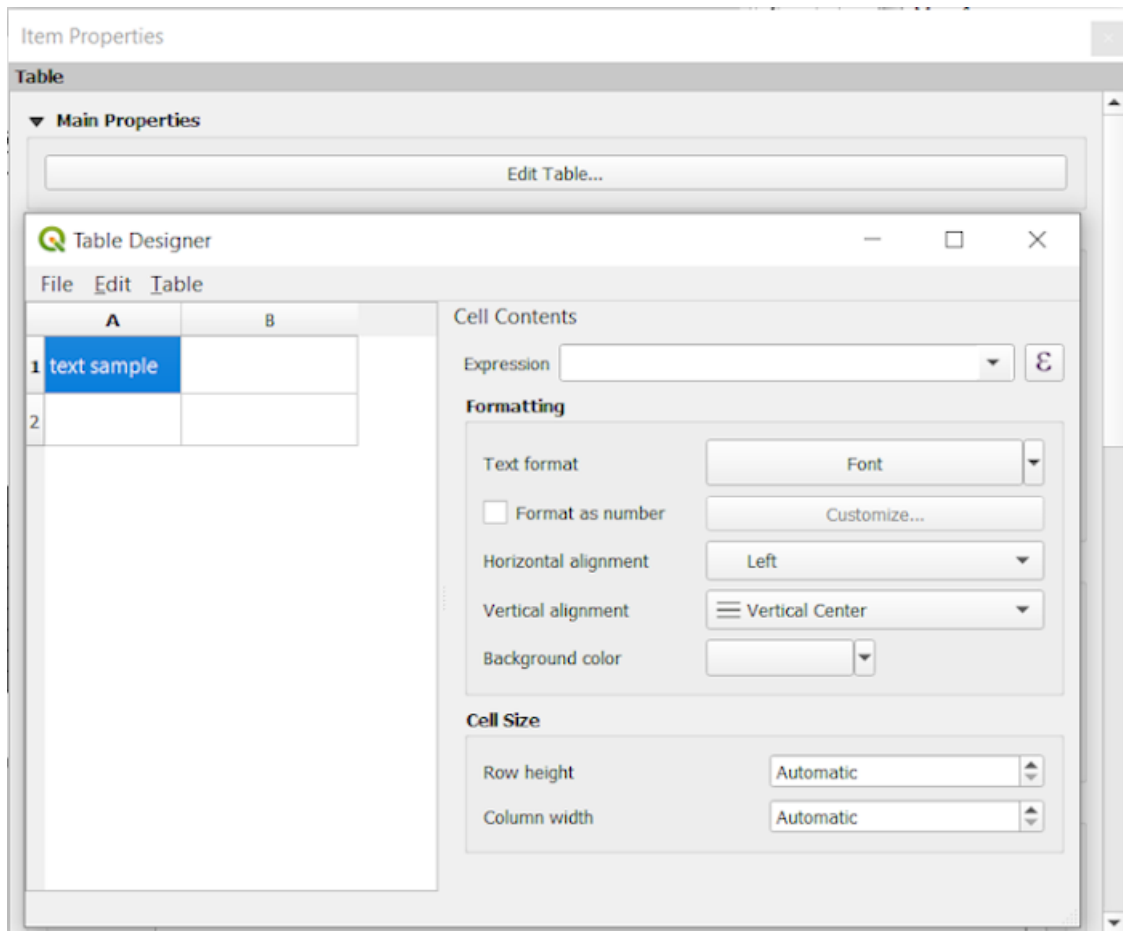 Item Properties
Table
Main Properties
Edit Table...
Table Designer
File Edit Table
A B
1 text sample
2
Cell Contents
Expression ε
Formatting
Text format Font
Format as number Customize...
Horizontal alignment Left
Vertical alignment Vertical Center
Background color
Cell Size
Row height Automatic
Column width Automatic